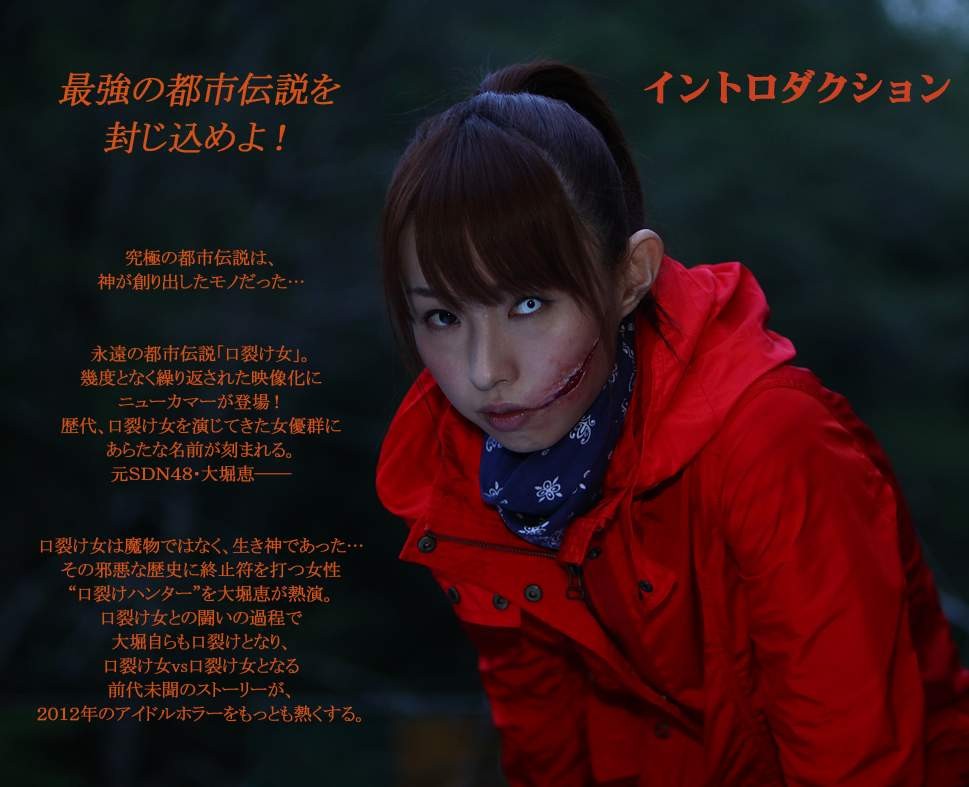 最強の都市伝説を
封じ込めよ！
イントロダクション
究極の都市伝説は、
神が創り出したモノだった…
永遠の都市伝説「口裂け女」。
幾度となく繰り返された映像化に
ニューカマーが登場！
歴代、口裂け女を演じてきた女優群に
あらたな名前が刻まれる。
元SDN48・大堀恵――
口裂け女は魔物ではなく、生き神であった…
その邪悪な歴史に終止符を打つ女性
“口裂けハンター”を大堀恵が熱演。
口裂け女との闘いの過程で
大堀自らも口裂けとなり、
口裂け女vs口裂け女となる
前代未聞のストーリーが、
2012年のアイドルホラーをもっとも熱くする。